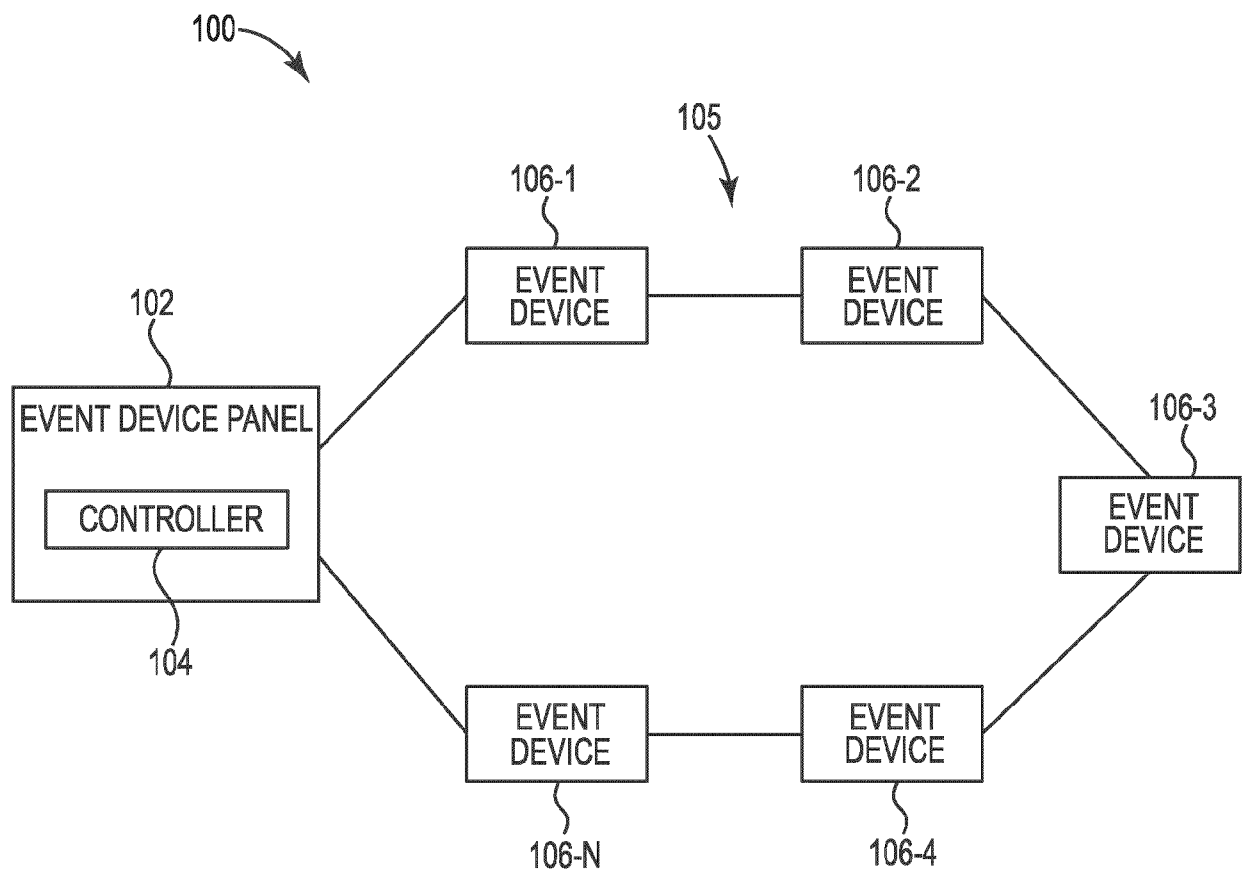 100
105
106-1
106-2
EVENT
DEVICE
EVENT
DEVICE
102
EVENT DEVICE PANEL
106-3
CONTROLLER
EVENT
DEVICE
104
EVENT
DEVICE
EVENT
DEVICE
106-N
106-4